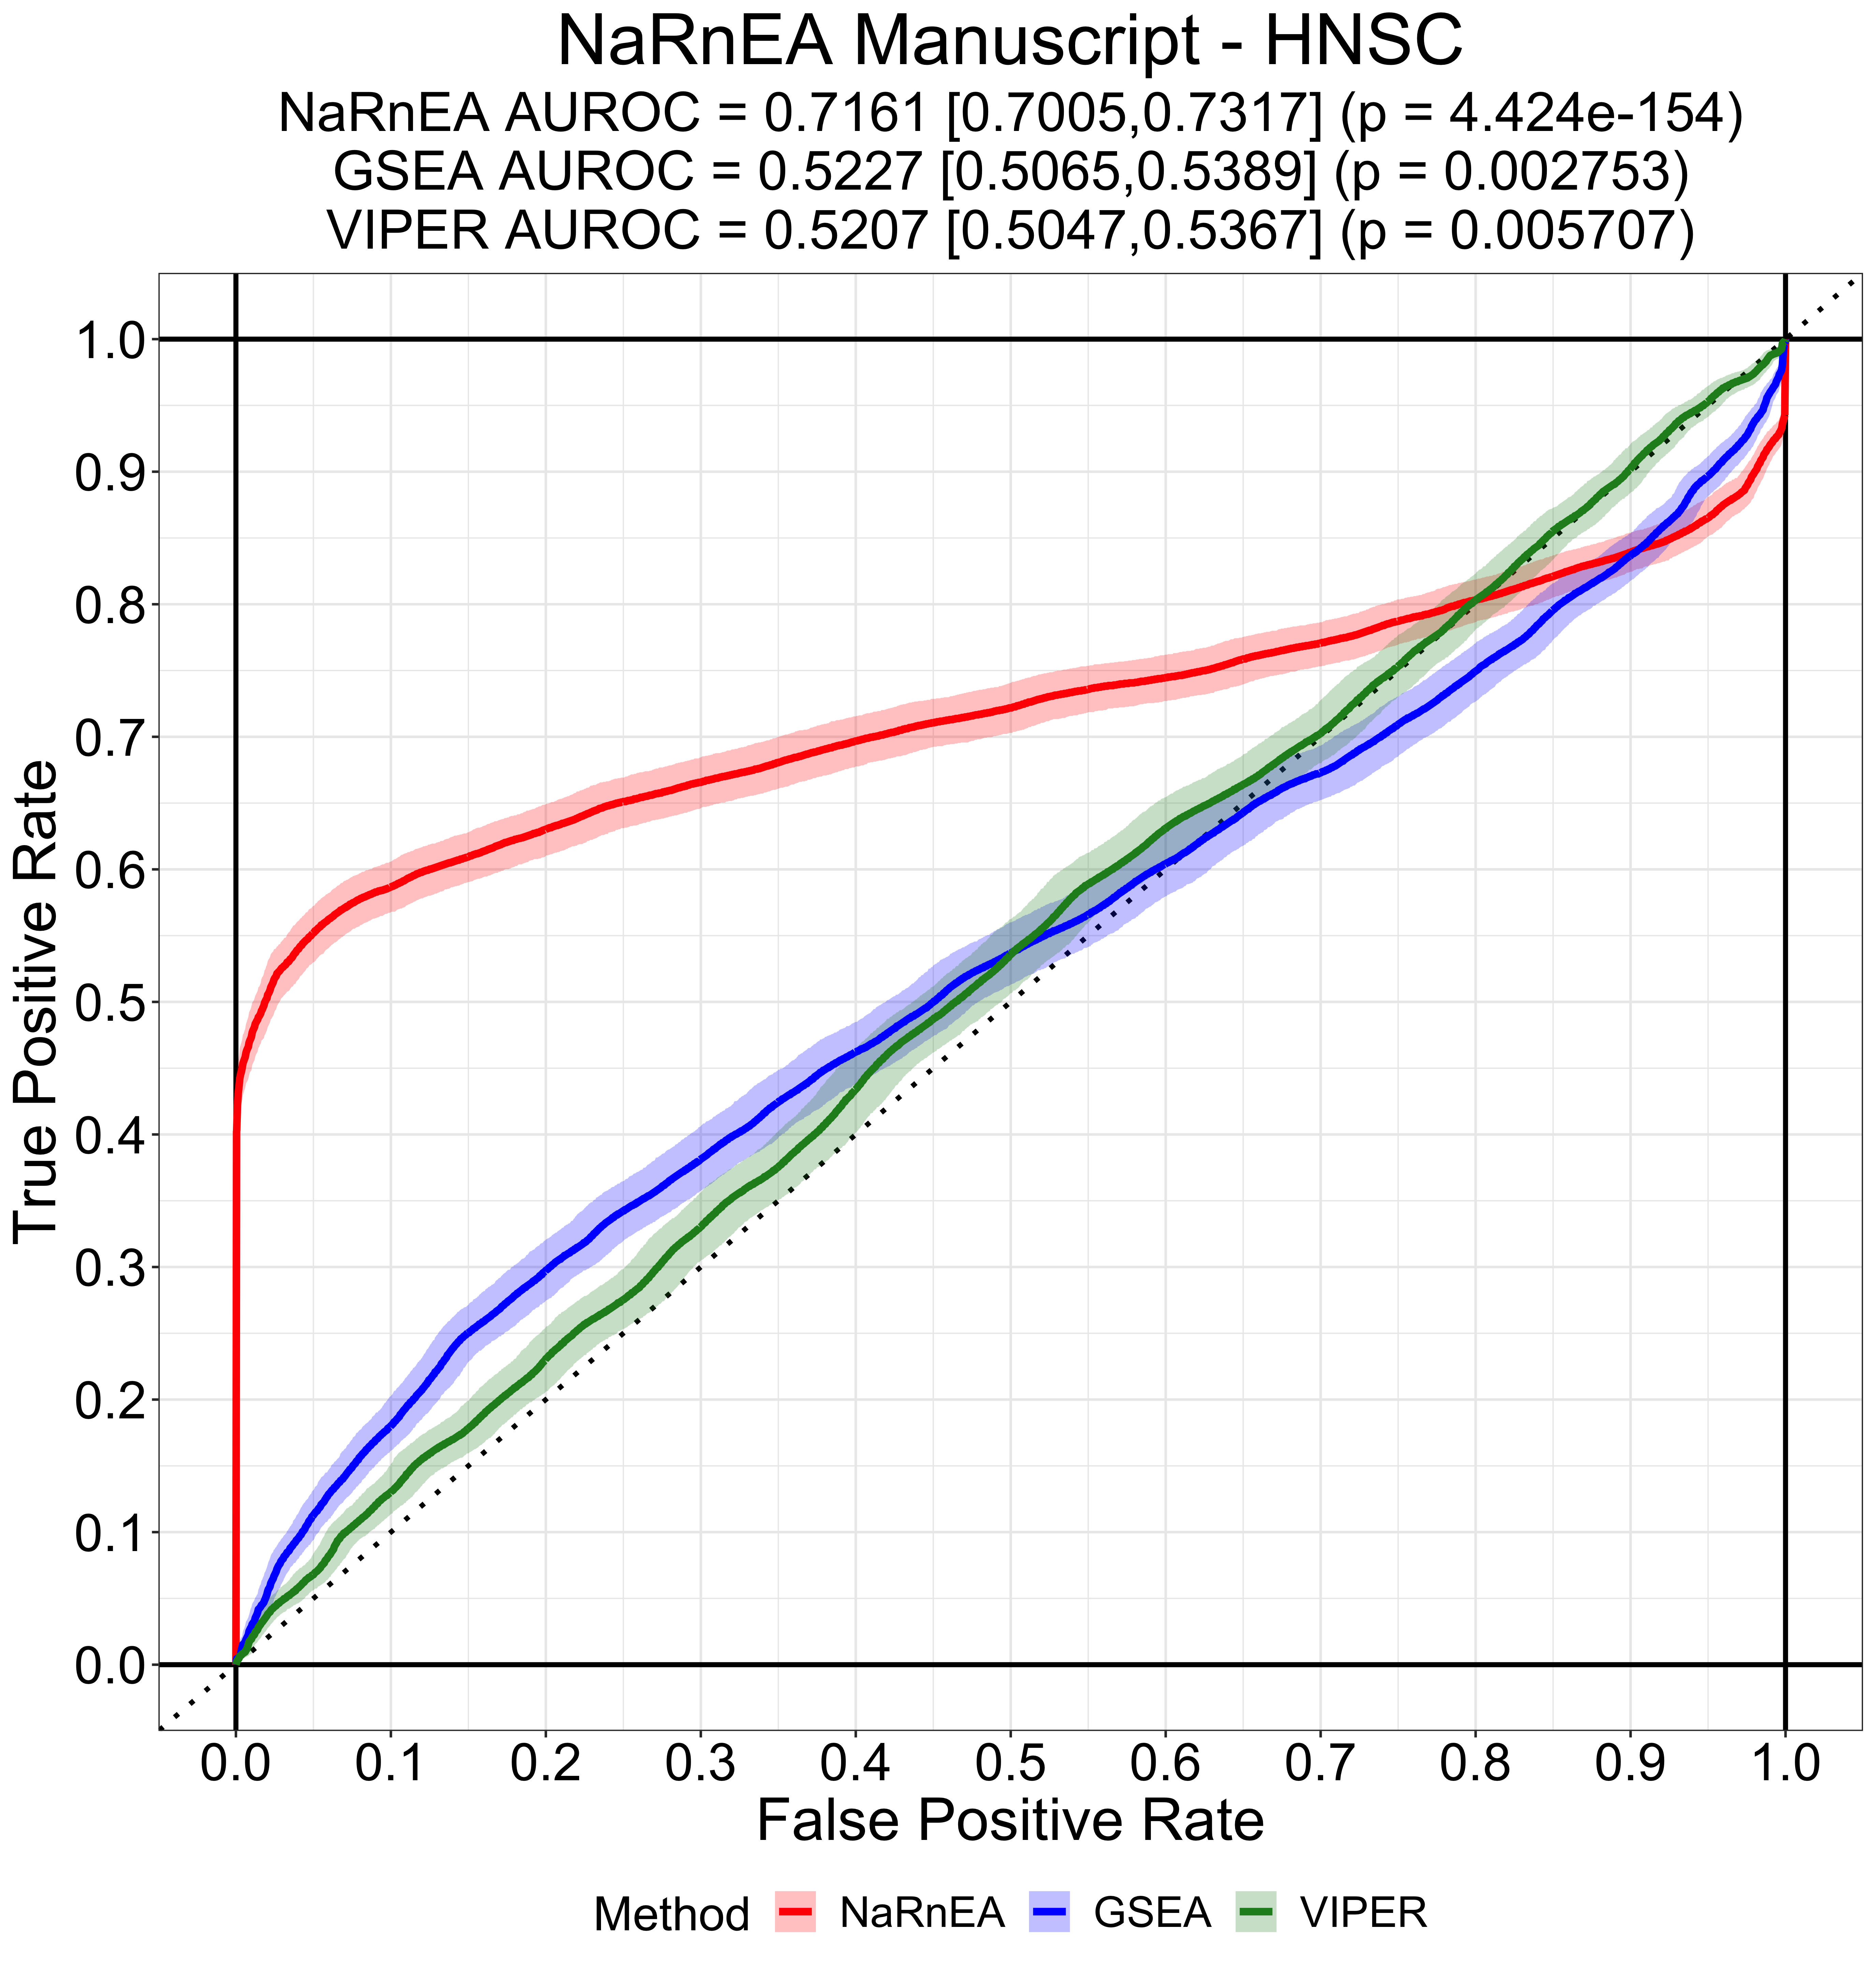 NaRnEA Manuscript - HNSC
NaRnEA AUROC = 0.7161 [0.7005,0.7317] (p = 4.424e-154)
GSEA AUROC = 0.5227 [0.5065,0.5389] (p = 0.002753)
VIPER AUROC = 0.5207 [0.5047,0.5367] (p = 0.005707)
True Positive Rate
1.0
0.9
0.8
0.7
0.6
0.5
0.4
0.3
0.2
0.1
0.0
0.0 0.1 0.2 0.3 0.4 0.5 0.6 0.7 0.8 0.9 1.0
False Positive Rate
Method NaRnEA GSEA VIPER